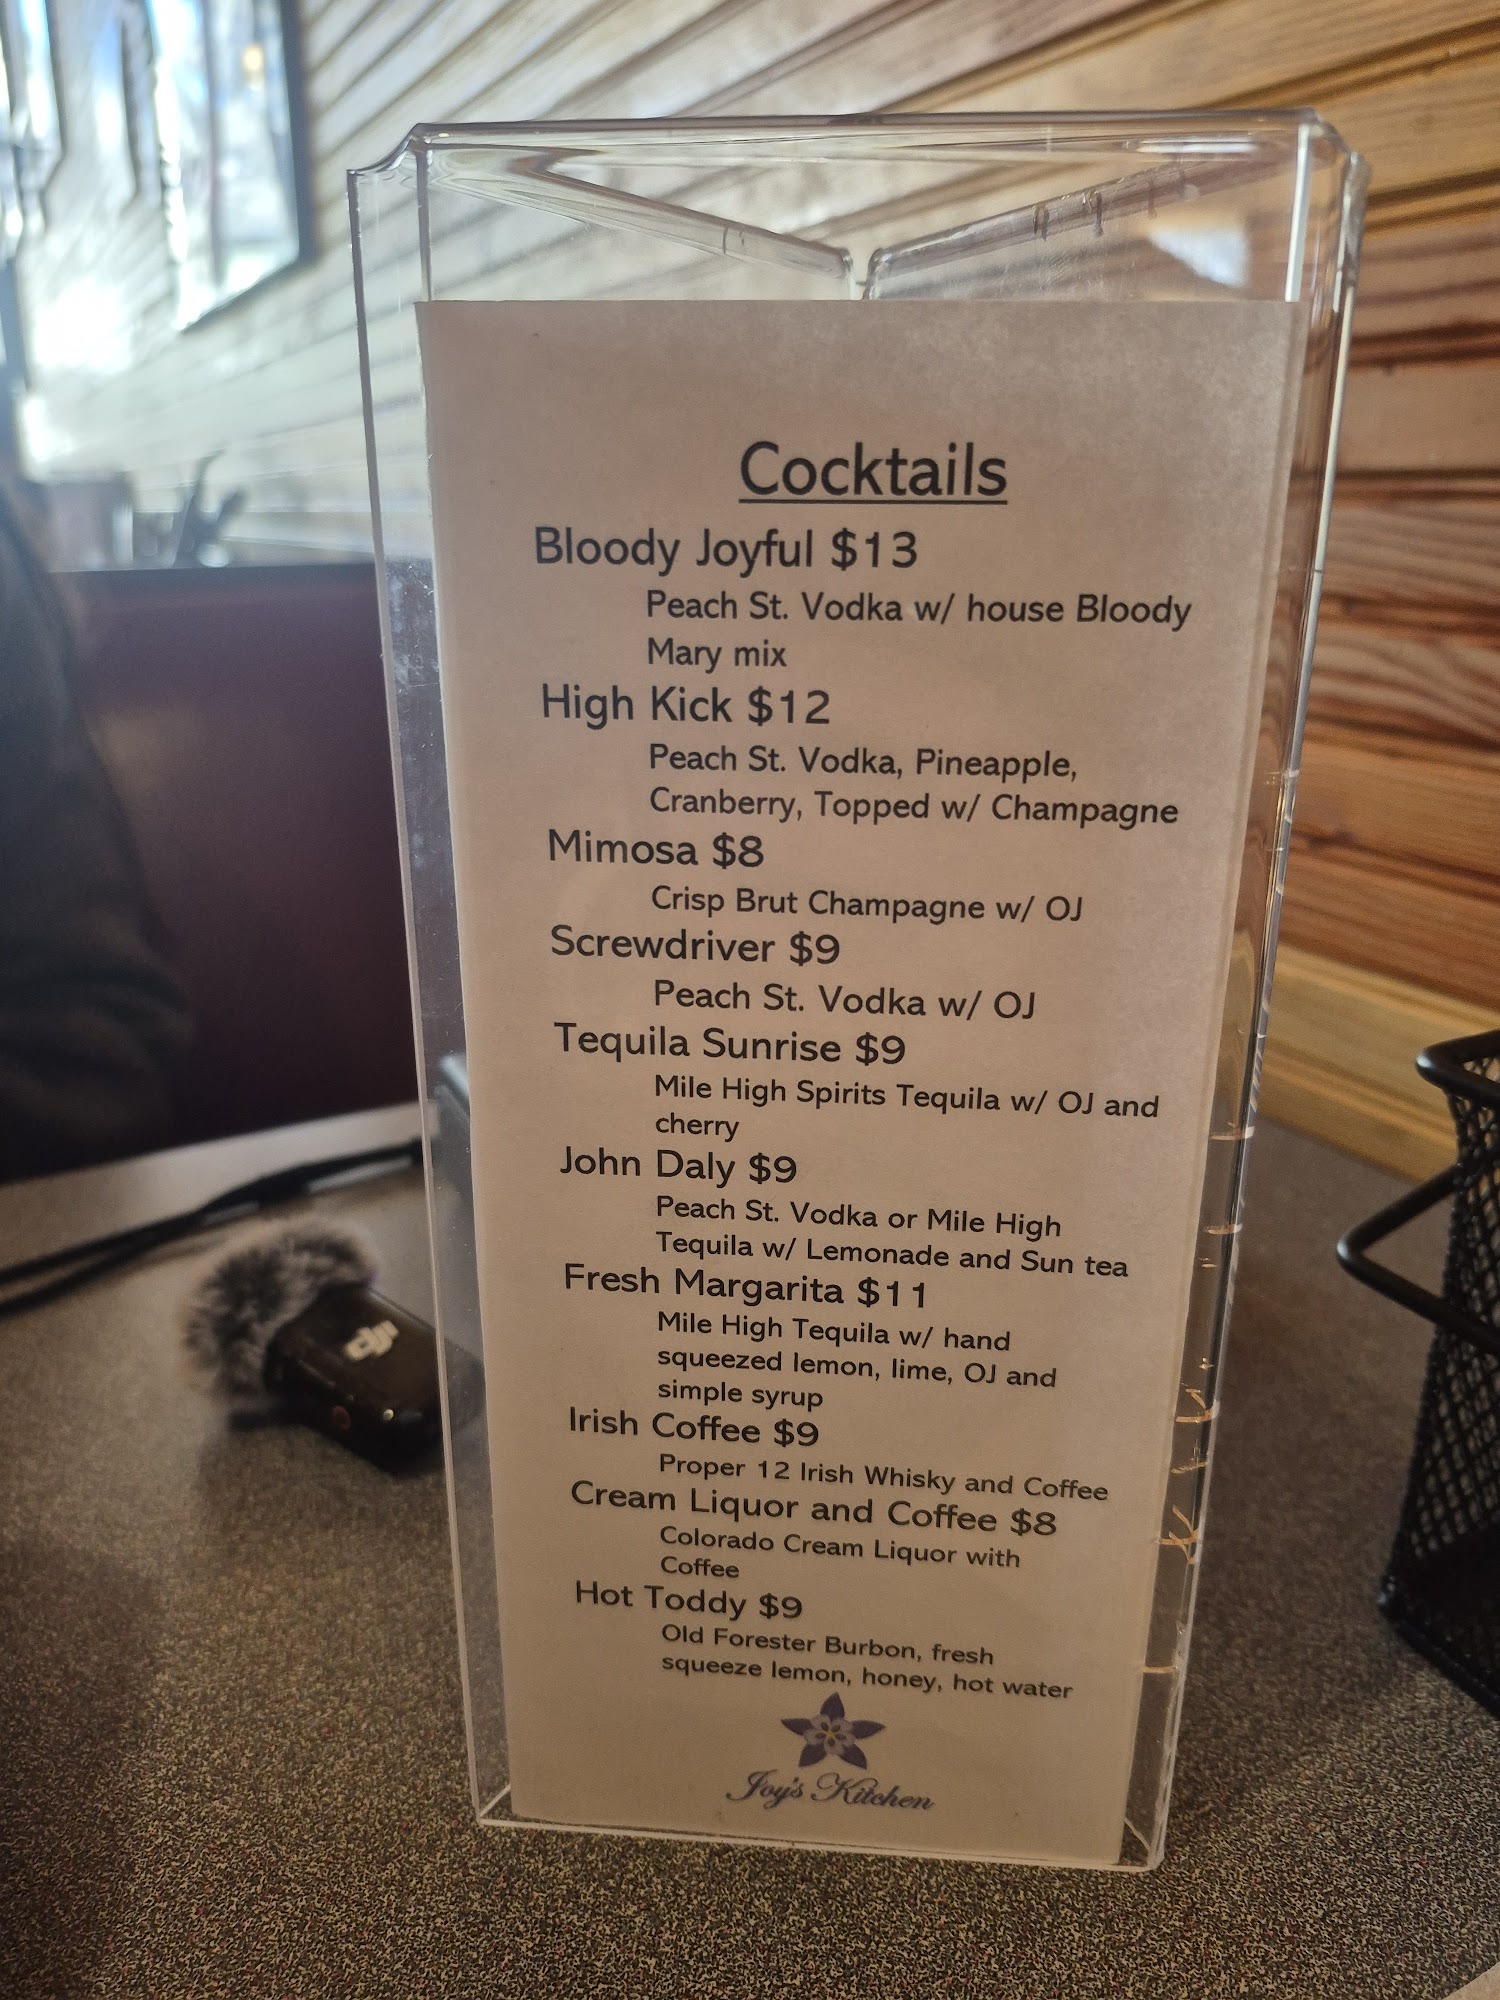 Cocktails
Bloody Joyful $13
Peach St. Vodka w/ house Bloody
Mary mix
High Kick $12
Peach St. Vodka, Pineapple,
Cranberry, Topped w/ Champagne
Mimosa $8
Crisp Brut Champagne w/ OJ
Screwdriver $9
Peach St. Vodka w/ OJ
Tequila Sunrise $9
Mile High Spirits Tequila w/ OJ and
cherry
John Daly $9
Peach St. Vodka or Mile High
Tequila w/ Lemonade and Sun tea
Fresh Margarita $11
Mile High Tequila w/ hand
squeezed lemon, lime, OJ and
simple syrup
Irish Coffee $9
Proper 12 Irish Whisky and Coffee
Cream Liquor and Coffee $8
Colorado Cream Liquor with
Coffee
Hot Toddy $9
Old Forester Burbon, fresh
squeeze lemon, honey, hot water
Joy's Kitchen
dji